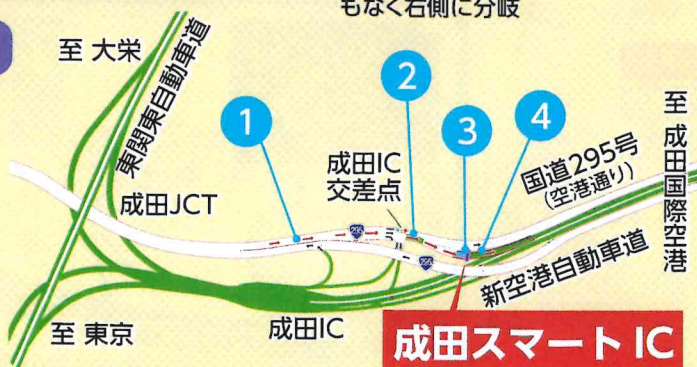 もなく右側に分岐
至 大栄
東関東自動車道
成田JCT
1
2
3
4
成田IC
交差点
295
295
国道295号
(空港通り)
至 成田国際空港
新空港自動車道
至 東京
成田IC
成田スマートIC